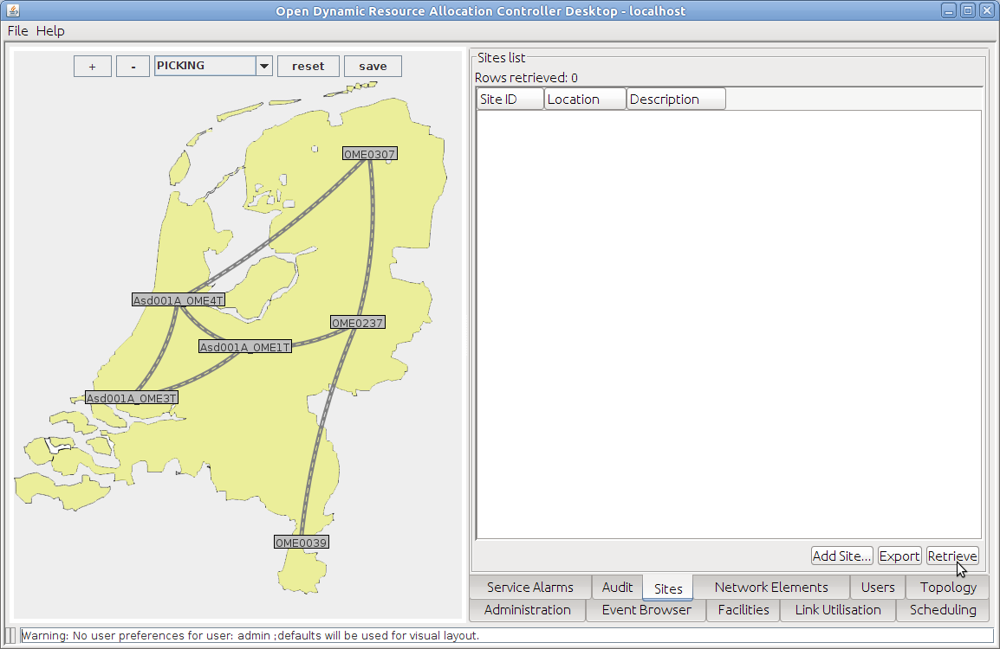 Open Dynamic Resource Allocation Controller Desktop - localhost
File Help
+ - PICKING reset save
OME0307
Asd001A_OME4T
OME0237
Asd001A_OME1T
Asd001A_OME3T
OME0039
Sites list
Rows retrieved: 0
Site ID Location Description
Add Site... Export Retrieve
Service Alarms Audit Sites Network Elements Users Topology
Administration Event Browser Facilities Link Utilisation Scheduling
Warning: No user preferences for user: admin ;defaults will be used for visual layout.